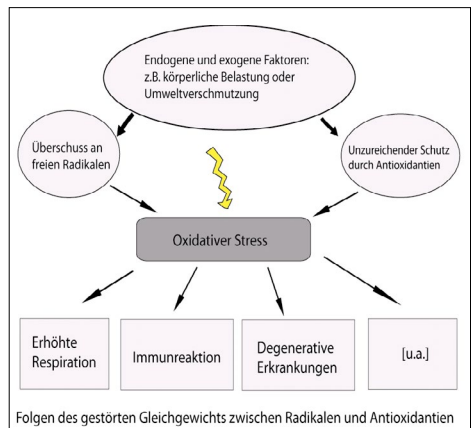 Endogene und exogene Faktoren:
z.B. körperliche Belastung oder
Umweltverschmutzung
Überschuss an
freien Radikalen
Unzureichender Schutz
durch Antioxidantien
Oxidativer Stress
Erhöhte
Respiration
Immunreaktion
Degenerative
Erkrankungen
[u.a.]
Folgen des gestörten Gleichgewichts zwischen Radikalen und Antioxidantien